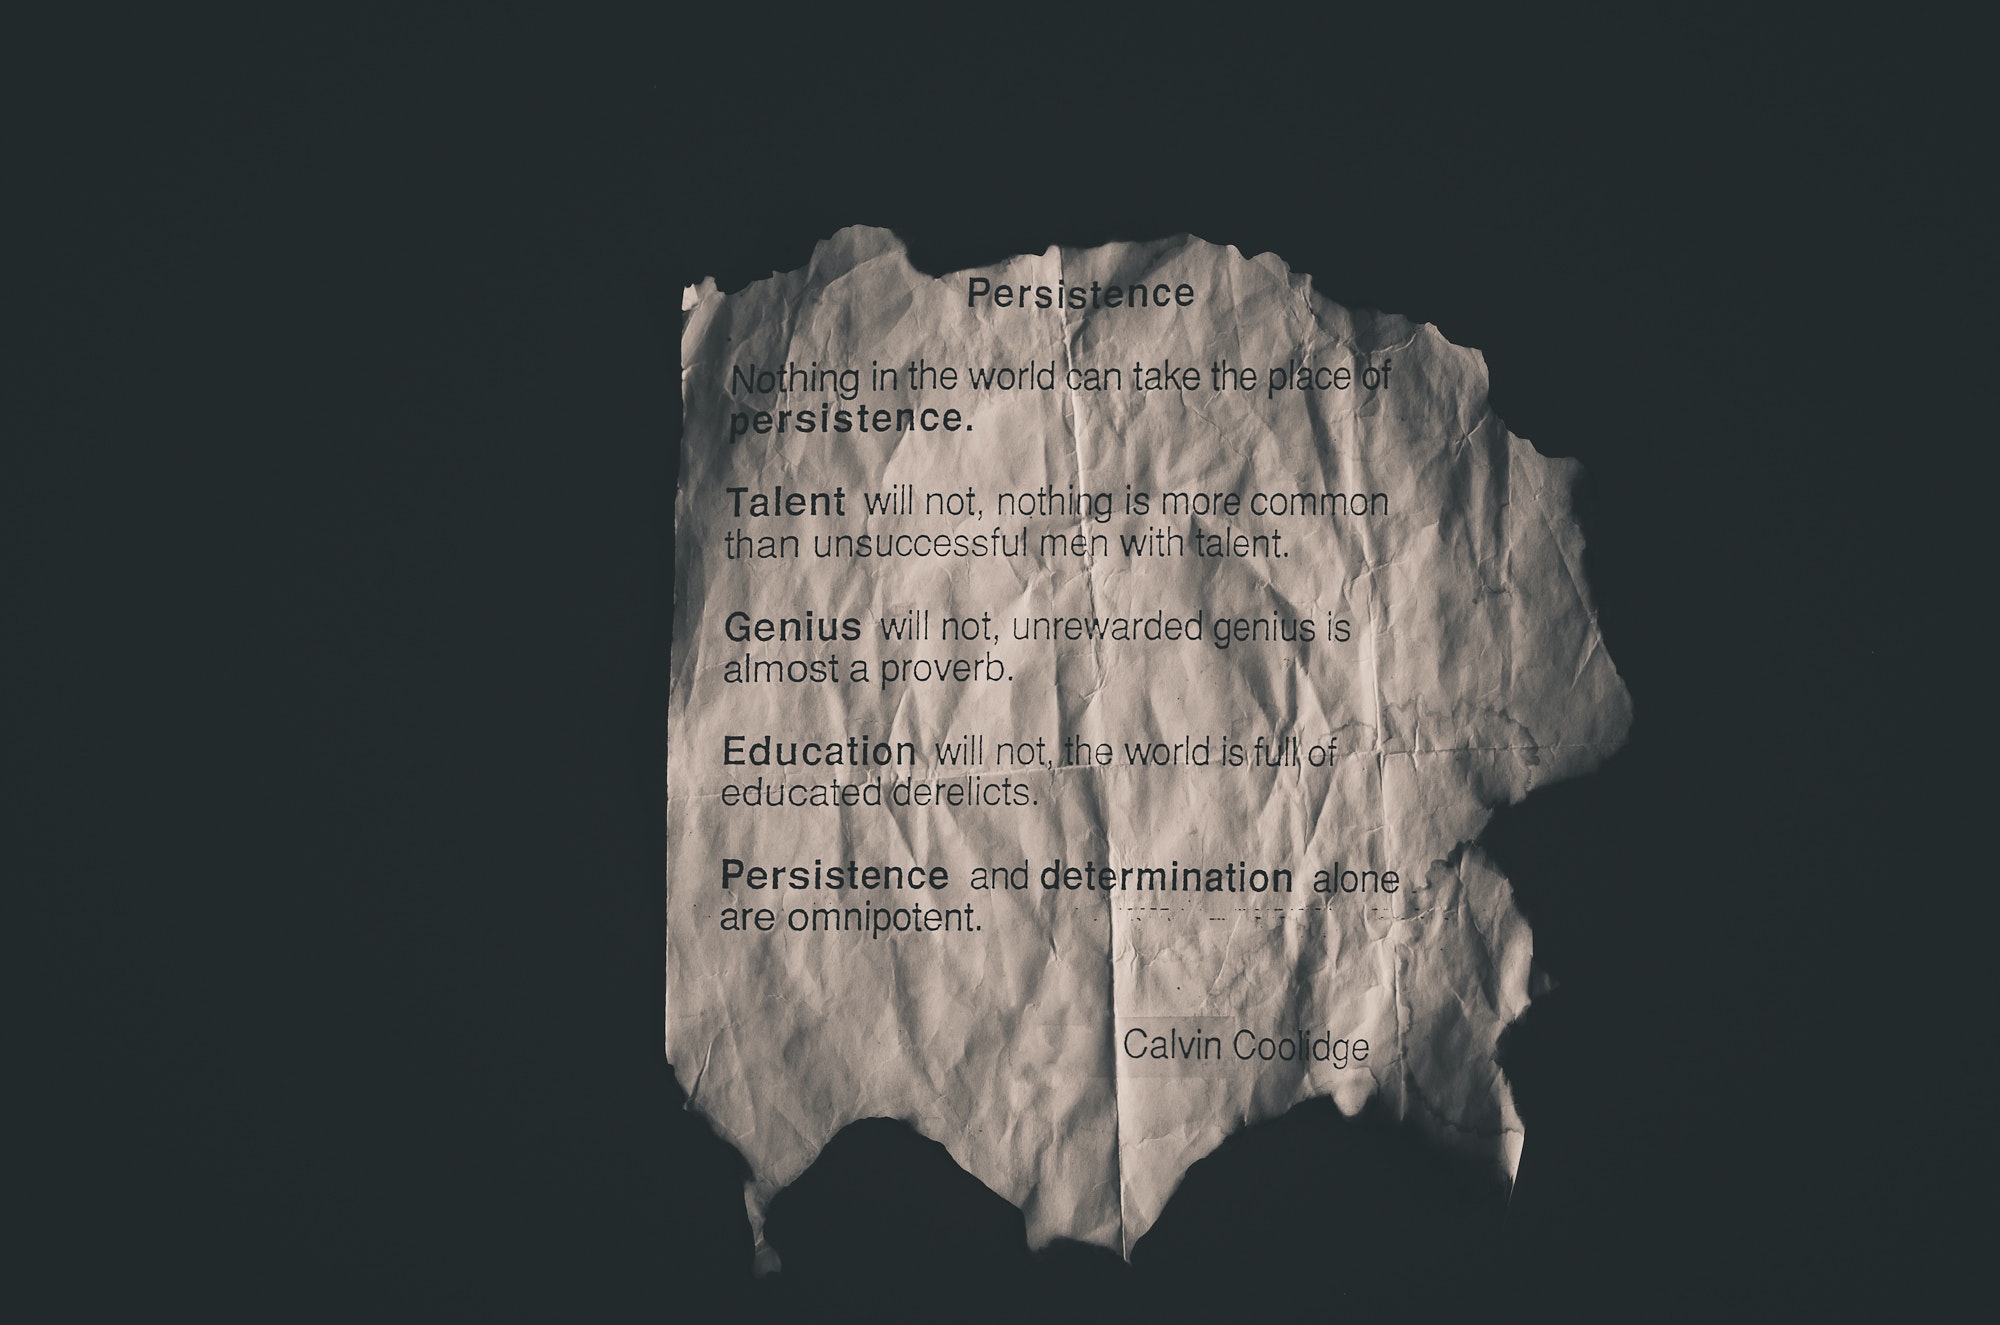 Persistence
Nothing in the world can take the place of
persistence.
Talent will not, nothing is more common
than unsuccessful men with talent.
Genius will not, unrewarded genius is
almost a proverb.
Education will not, the world is full of
educated derelicts.
Persistence and determination alone
are omnipotent.
Calvin Coolidge